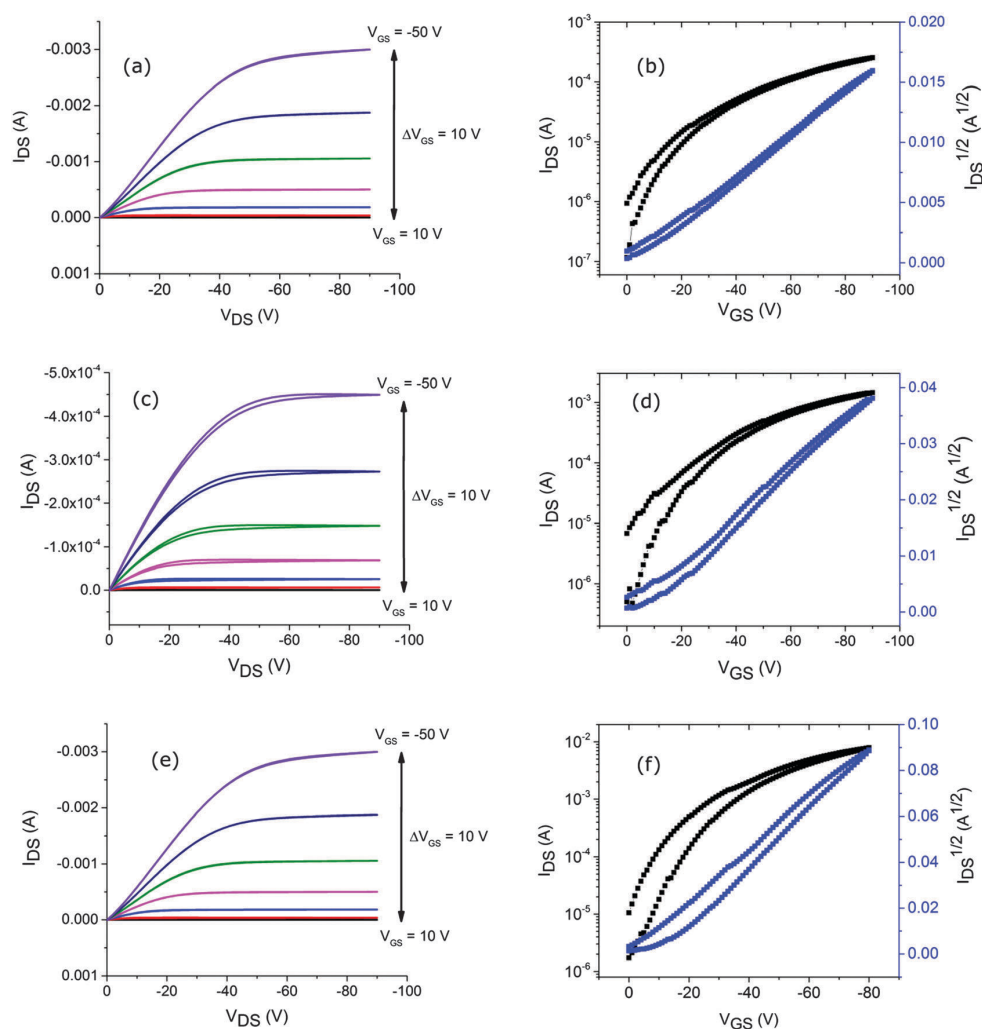 (a)
V_GS = -50 V
ΔV_GS = 10 V
V_GS = 10 V
-0.003
-0.002
-0.001
0.000
0.001
I_DS (A)
0 -20 -40 -60 -80 -100
V_DS (V)
(b)
10^-3
10^-4
10^-5
10^-6
10^-7
I_DS (A)
0.020
0.015
0.010
0.005
0.000
I_DS^1/2 (A^1/2)
0 -20 -40 -60 -80 -100
V_GS (V)
(c)
V_GS = -50 V
ΔV_GS = 10 V
V_GS = 10 V
-5.0x10^-4
-4.0x10^-4
-3.0x10^-4
-2.0x10^-4
-1.0x10^-4
0.0
I_DS (A)
0 -20 -40 -60 -80 -100
V_DS (V)
(d)
10^-3
10^-4
10^-5
10^-6
I_DS (A)
0.04
0.03
0.02
0.01
0.00
I_DS^1/2 (A^1/2)
0 -20 -40 -60 -80 -100
V_GS (V)
(e)
V_GS = -50 V
ΔV_GS = 10 V
V_GS = 10 V
-0.003
-0.002
-0.001
0.000
0.001
I_DS (A)
0 -20 -40 -60 -80 -100
V_DS (V)
(f)
10^-2
10^-3
10^-4
10^-5
10^-6
I_DS (A)
0.10
0.08
0.06
0.04
0.02
0.00
I_DS^1/2 (A^1/2)
0 -20 -40 -60 -80
V_GS (V)